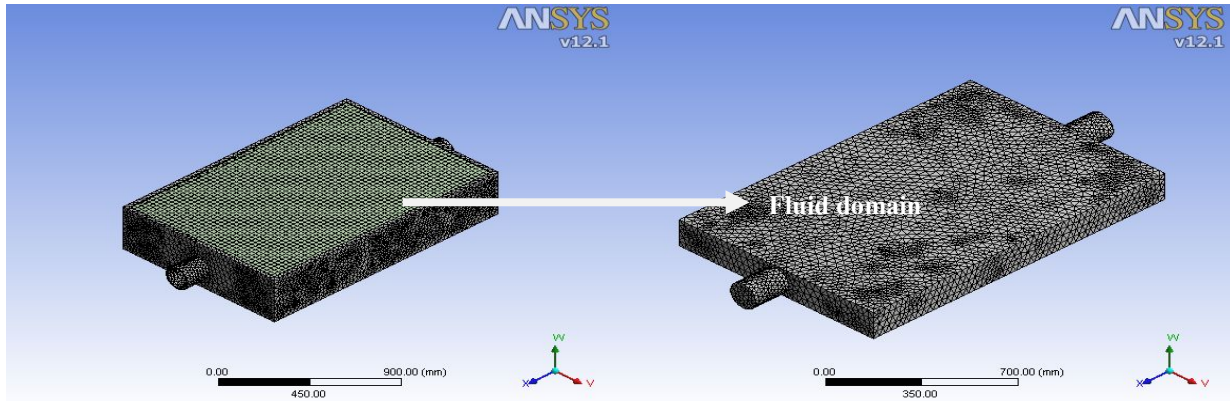 ANSYS
v12.1
ANSYS
v12.1
Fluid domain
0.00
900.00 (mm)
450.00
X
Y
0.00
700.00 (mm)
350.00
X
Y